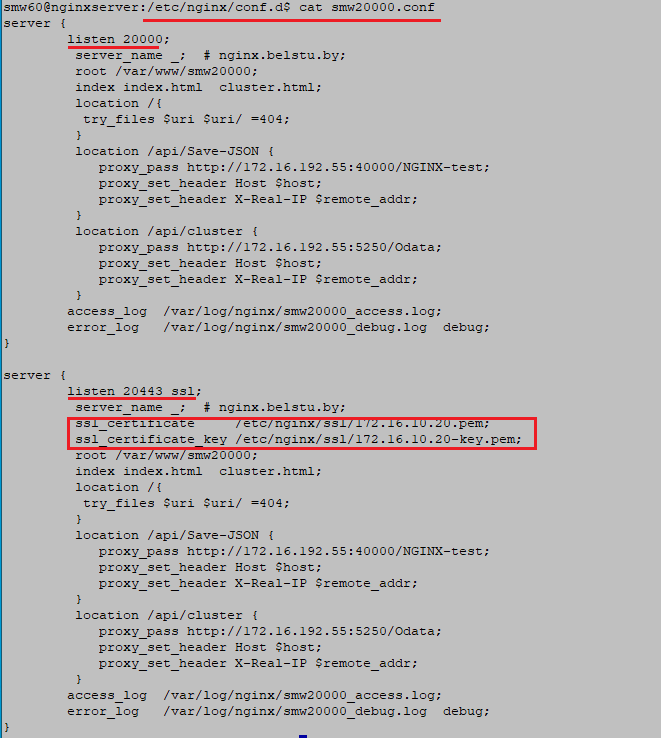 smw60@nginxserver:/etc/nginx/conf.d$ cat smw20000.conf
server {
        listen 20000;
         server_name _;  # nginx.belstu.by;
         root /var/www/smw20000;
         index index.html  cluster.html;
         location /{
          try_files $uri $uri/ =404;
         }
         location /api/Save-JSON {
            proxy_pass http://172.16.192.55:40000/NGINX-test;
            proxy_set_header Host $host;
            proxy_set_header X-Real-IP $remote_addr;
         }
         location /api/cluster {
            proxy_pass http://172.16.192.55:5250/Odata;
            proxy_set_header Host $host;
            proxy_set_header X-Real-IP $remote_addr;
         }
        access_log  /var/log/nginx/smw20000_access.log;
        error_log   /var/log/nginx/smw20000_debug.log  debug;
}
server {
        listen 20443 ssl;
         server_name _;  # nginx.belstu.by;
         ssl_certificate     /etc/nginx/ssl/172.16.10.20.pem;
         ssl_certificate_key /etc/nginx/ssl/172.16.10.20-key.pem;
         root /var/www/smw20000;
         index index.html  cluster.html;
         location /{
          try_files $uri $uri/ =404;
         }
         location /api/Save-JSON {
            proxy_pass http://172.16.192.55:40000/NGINX-test;
            proxy_set_header Host $host;
            proxy_set_header X-Real-IP $remote_addr;
         }
         location /api/cluster {
            proxy_pass http://172.16.192.55:5250/Odata;
            proxy_set_header Host $host;
            proxy_set_header X-Real-IP $remote_addr;
         }
        access_log  /var/log/nginx/smw20000_access.log;
        error_log   /var/log/nginx/smw20000_debug.log  debug;
}